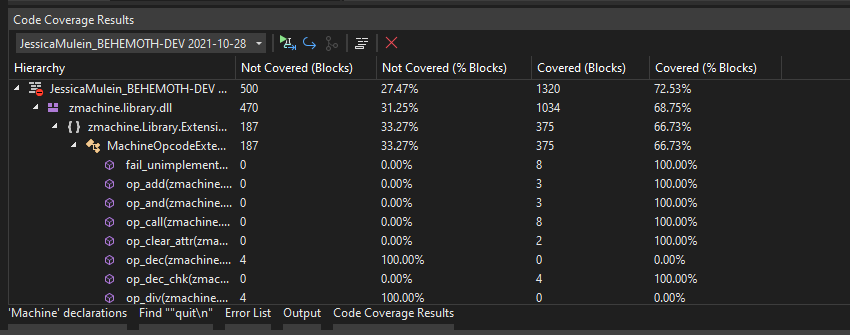 Code Coverage Results
JessicaMulein_BEHEMOTH-DEV 2021-10-28
Hierarchy Not Covered (Blocks) Not Covered (% Blocks) Covered (Blocks) Covered (% Blocks)
JessicaMulein_BEHEMOTH-DEV ... 500 27.47% 1320 72.53%
zmachine.library.dll 470 31.25% 1034 68.75%
{ } zmachine.Library.Extensi... 187 33.27% 375 66.73%
MachineOpcodeExte... 187 33.27% 375 66.73%
fail_unimplement... 0 0.00% 8 100.00%
op_add(zmachine.... 0 0.00% 3 100.00%
op_and(zmachine.... 0 0.00% 3 100.00%
op_call(zmachine.... 0 0.00% 8 100.00%
op_clear_attr(zma... 0 0.00% 2 100.00%
op_dec(zmachine.... 4 100.00% 0 0.00%
op_dec_chk(zmac... 0 0.00% 4 100.00%
op_div(zmachine.... 4 100.00% 0 0.00%
'Machine' declarations Find ""quit\n" Error List Output Code Coverage Results